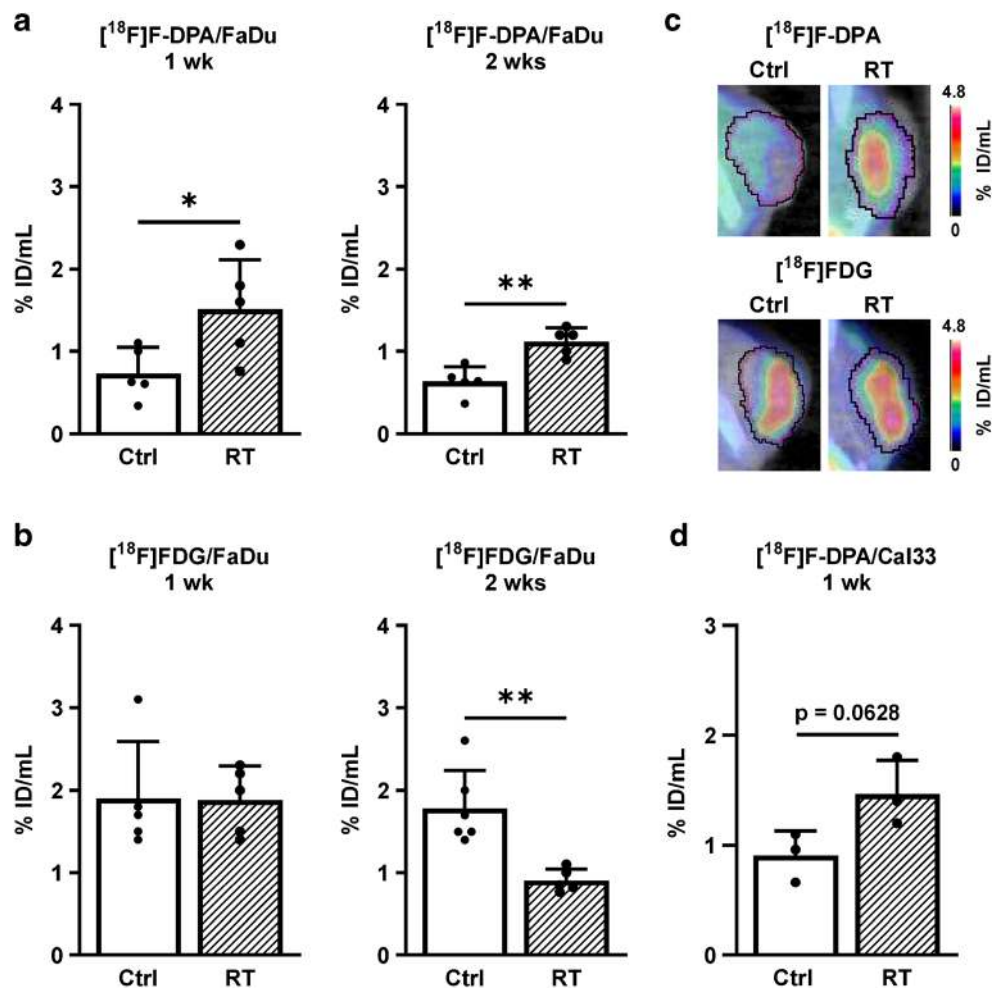 a
[18F]F-DPA/FaDu
1 wk
% ID/mL
4
3
2
1
0
*
Ctrl
RT
[18F]F-DPA/FaDu
2 wks
% ID/mL
4
3
2
1
0
**
Ctrl
RT
c
[18F]F-DPA
Ctrl
RT
4.8
0
% ID/mL
[18F]FDG
Ctrl
RT
4.8
0
% ID/mL
b
[18F]FDG/FaDu
1 wk
% ID/mL
4
3
2
1
0
Ctrl
RT
[18F]FDG/FaDu
2 wks
% ID/mL
4
3
2
1
0
**
Ctrl
RT
d
[18F]F-DPA/Cal33
1 wk
% ID/mL
3
2
1
0
p = 0.0628
Ctrl
RT